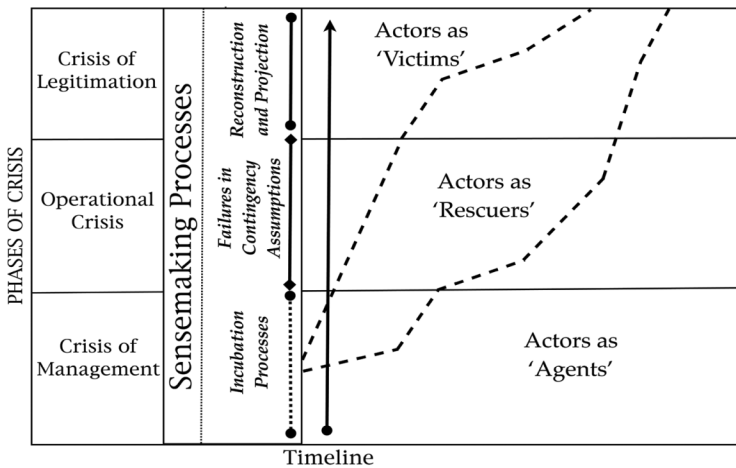 PHASES OF CRISIS
Crisis of
Legitimation
Operational
Crisis
Crisis of
Management
Sensemaking Processes
Reconstruction
and Projection
Failures in
Contingency
Assumptions
Incubation
Processes
Actors as
‘Victims’
Actors as
‘Rescuers’
Actors as
‘Agents’
Timeline